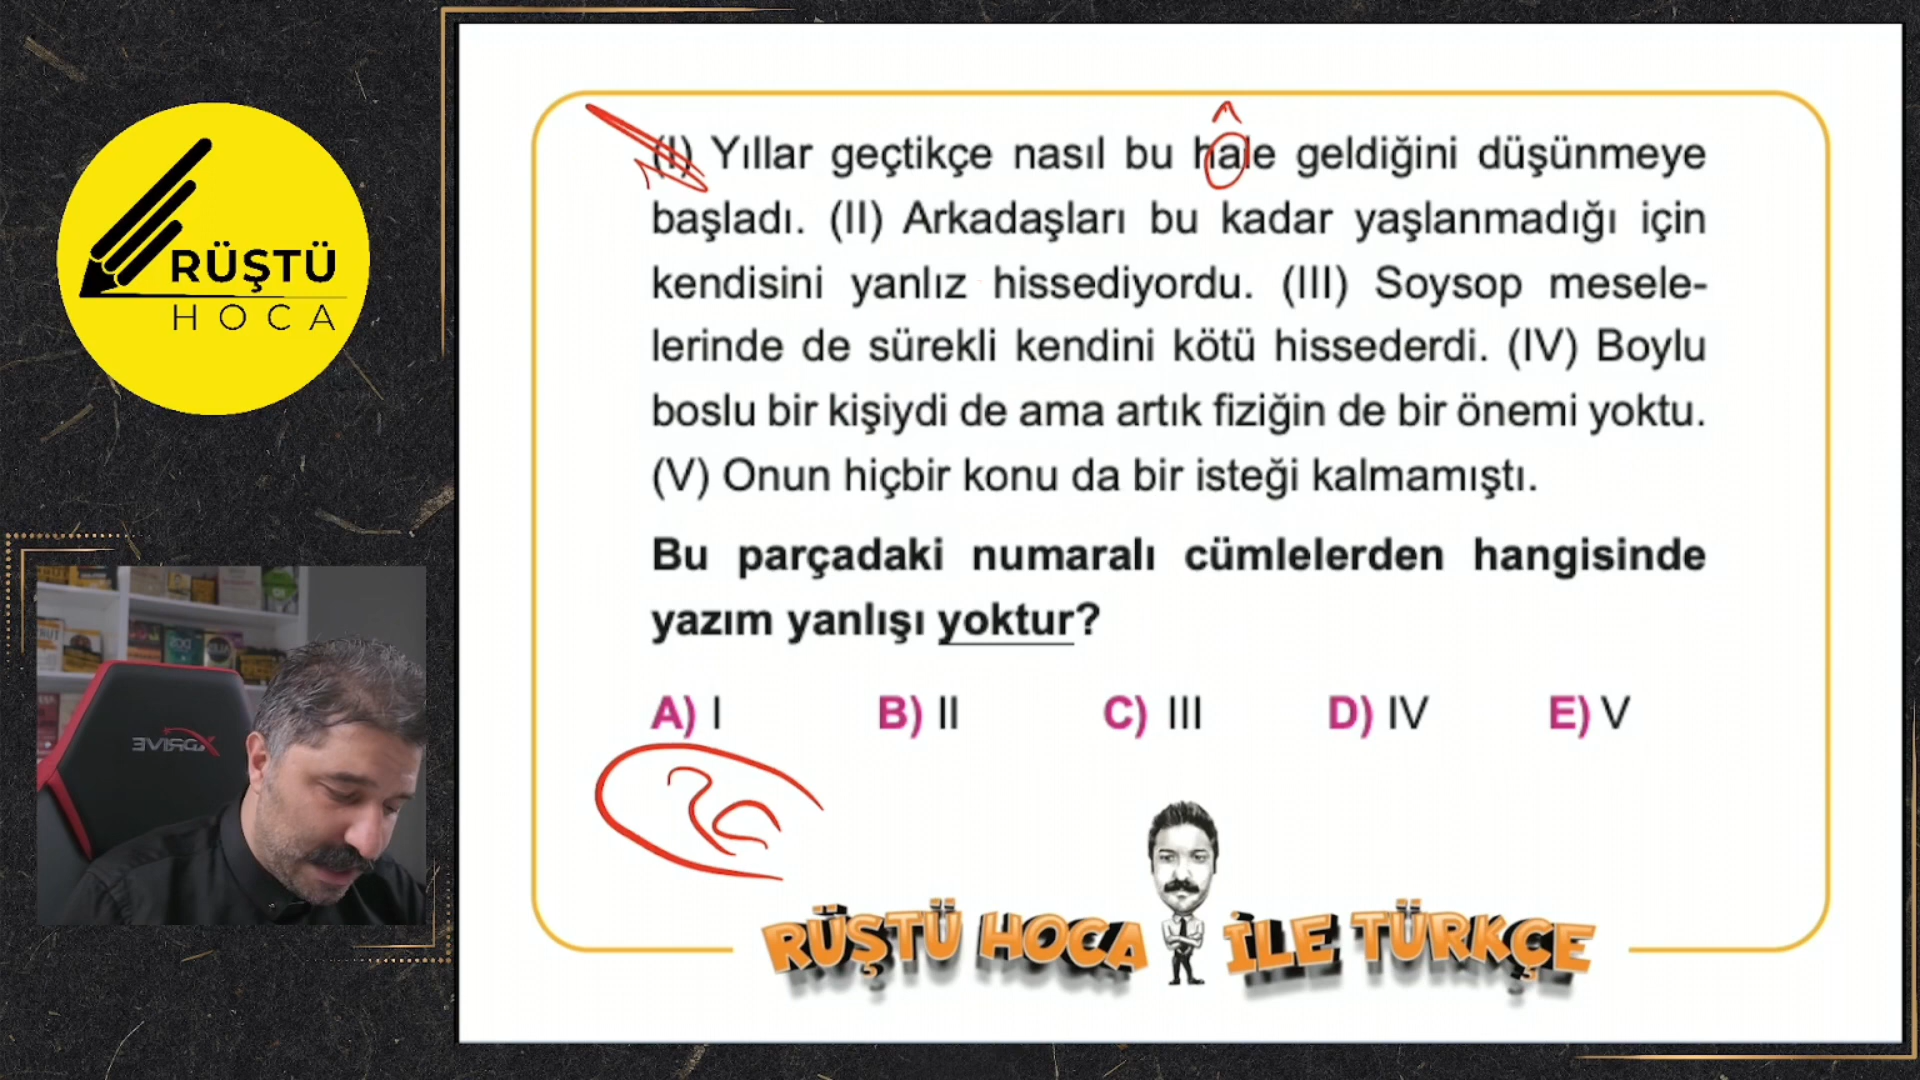 RÜŞTÜ
HOCA
(I) Yıllar geçtikçe nasıl bu hale geldiğini düşünmeye
başladı. (II) Arkadaşları bu kadar yaşlanmadığı için
kendisini yanlız hissediyordu. (III) Soysop mesele-
lerinde de sürekli kendini kötü hissederdi. (IV) Boylu
boslu bir kişiydi de ama artık fiziğin de bir önemi yoktu.
(V) Onun hiçbir konu da bir isteği kalmamıştı.
Bu parçadaki numaralı cümlelerden hangisinde
yazım yanlışı yoktur?
A) I B) II C) III D) IV E) V
RÜŞTÜ HOCA İLE TÜRKÇE